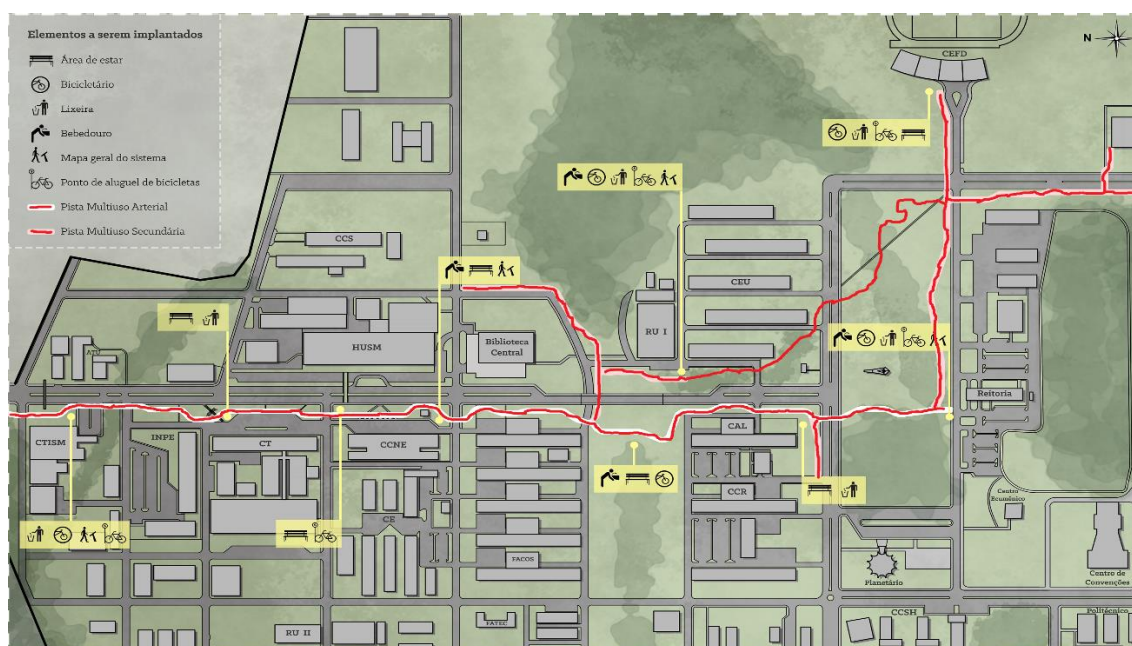 Elementos a serem implantados
Área de estar
Bicicletário
Lixeira
Bebedouro
Mapa geral do sistema
Ponto de aluguel de bicicletas
Pista Multiuso Arterial
Pista Multiuso Secundária
CEFD
N
CCS
CEU
RU I
HUSM
Biblioteca
Central
Reitoria
CTISM
INPE
CT
CCNE
CAL
CCR
CE
FACOS
Centro
Ecumênico
Planetário
Centro de
Convenções
CCSH
Politécnico
RU II
FATEC